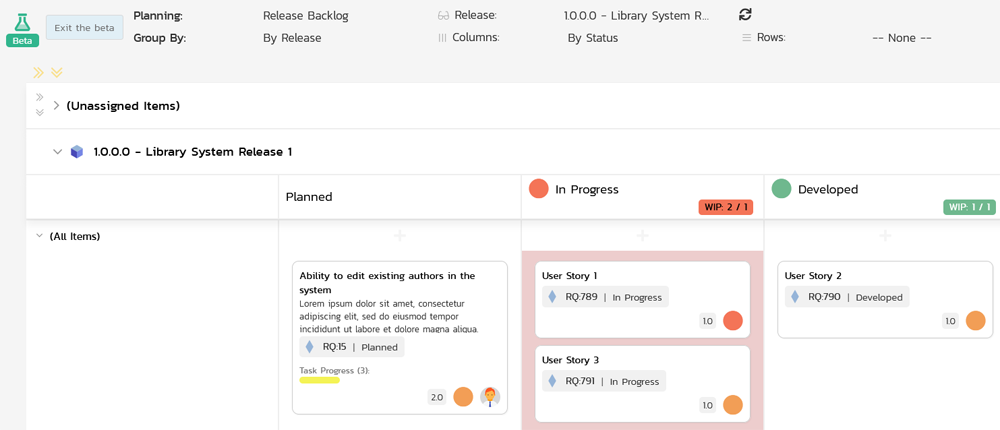 Beta
Exit the beta
Planning: Release Backlog Release: 1.0.0.0 - Library System R...
Group By: By Release Columns: By Status Rows: -- None --
(Unassigned Items)
1.0.0.0 - Library System Release 1
Planned
In Progress
WIP: 2 / 1
Developed
WIP: 1 / 1
(All Items)
+ + +
Ability to edit existing authors in the
system
Lorem ipsum dolor sit amet, consectetur
adipiscing elit, sed do eiusmod tempor
incididunt ut labore et dolore magna aliqua.
RQ:15 | Planned
Task Progress (3):
2.0
User Story 1
RQ:789 | In Progress
1.0
User Story 3
RQ:791 | In Progress
1.0
User Story 2
RQ:790 | Developed
1.0